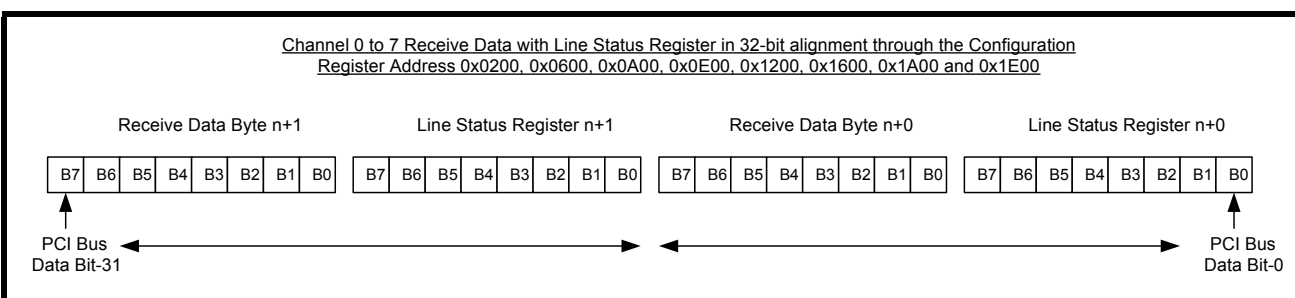 Channel 0 to 7 Receive Data with Line Status Register in 32-bit alignment through the Configuration
Register Address 0x0200, 0x0600, 0x0A00, 0x0E00, 0x1200, 0x1600, 0x1A00 and 0x1E00
Receive Data Byte n+1 Line Status Register n+1 Receive Data Byte n+0 Line Status Register n+0
B7 B6 B5 B4 B3 B2 B1 B0 B7 B6 B5 B4 B3 B2 B1 B0 B7 B6 B5 B4 B3 B2 B1 B0 B7 B6 B5 B4 B3 B2 B1 B0
PCI Bus PCI Bus
Data Bit-31 Data Bit-0